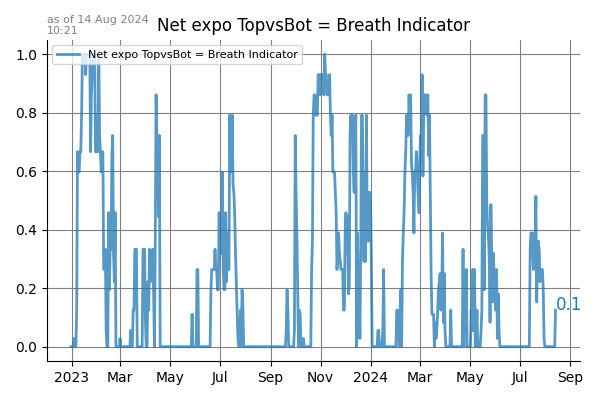 as of 14 Aug 2024
10:21
Net expo TopvsBot = Breath Indicator
Net expo TopvsBot = Breath Indicator
1.0
0.8
0.6
0.4
0.2
0.0
0.1
2023 Mar May Jul Sep Nov 2024 Mar May Jul Sep